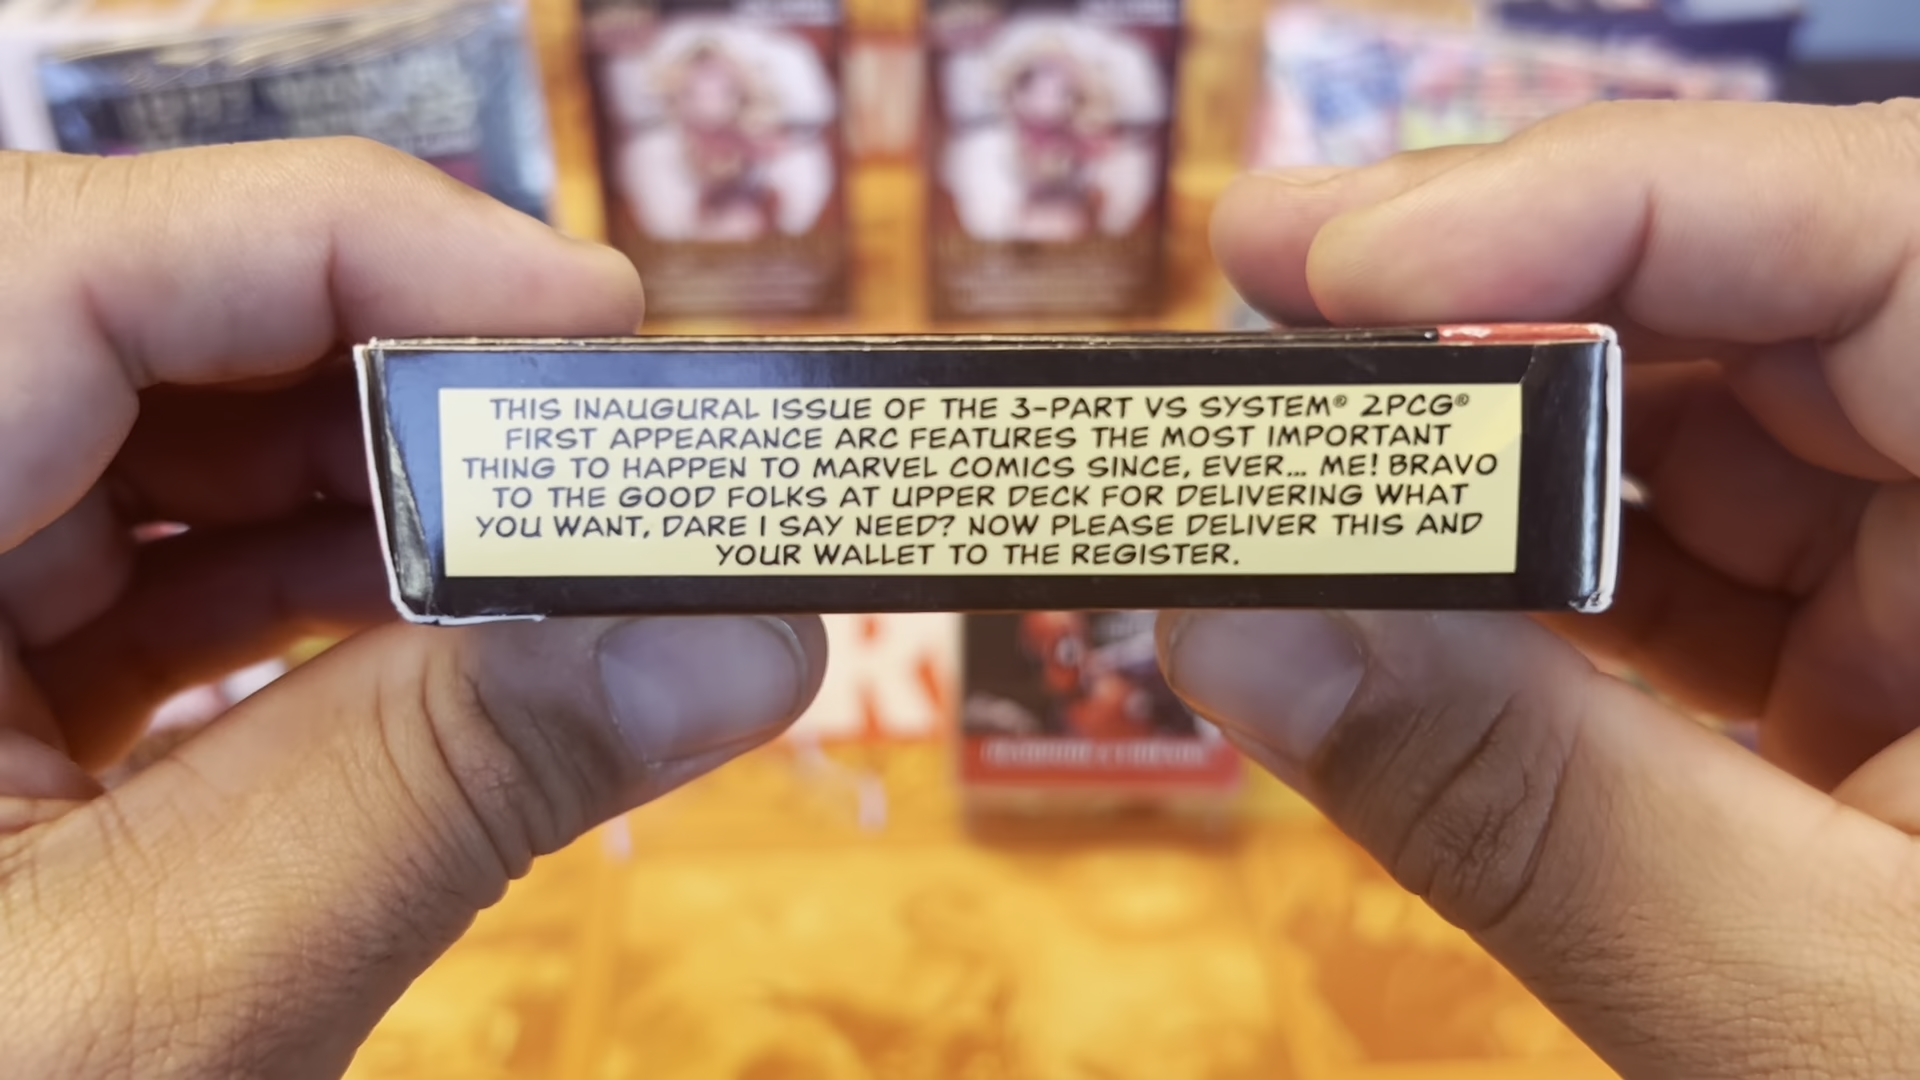 THIS INAUGURAL ISSUE OF THE 3-PART VS SYSTEM® 2PCG®
FIRST APPEARANCE ARC FEATURES THE MOST IMPORTANT
THING TO HAPPEN TO MARVEL COMICS SINCE, EVER... ME! BRAVO
TO THE GOOD FOLKS AT UPPER DECK FOR DELIVERING WHAT
YOU WANT, DARE I SAY NEED? NOW PLEASE DELIVER THIS AND
YOUR WALLET TO THE REGISTER.